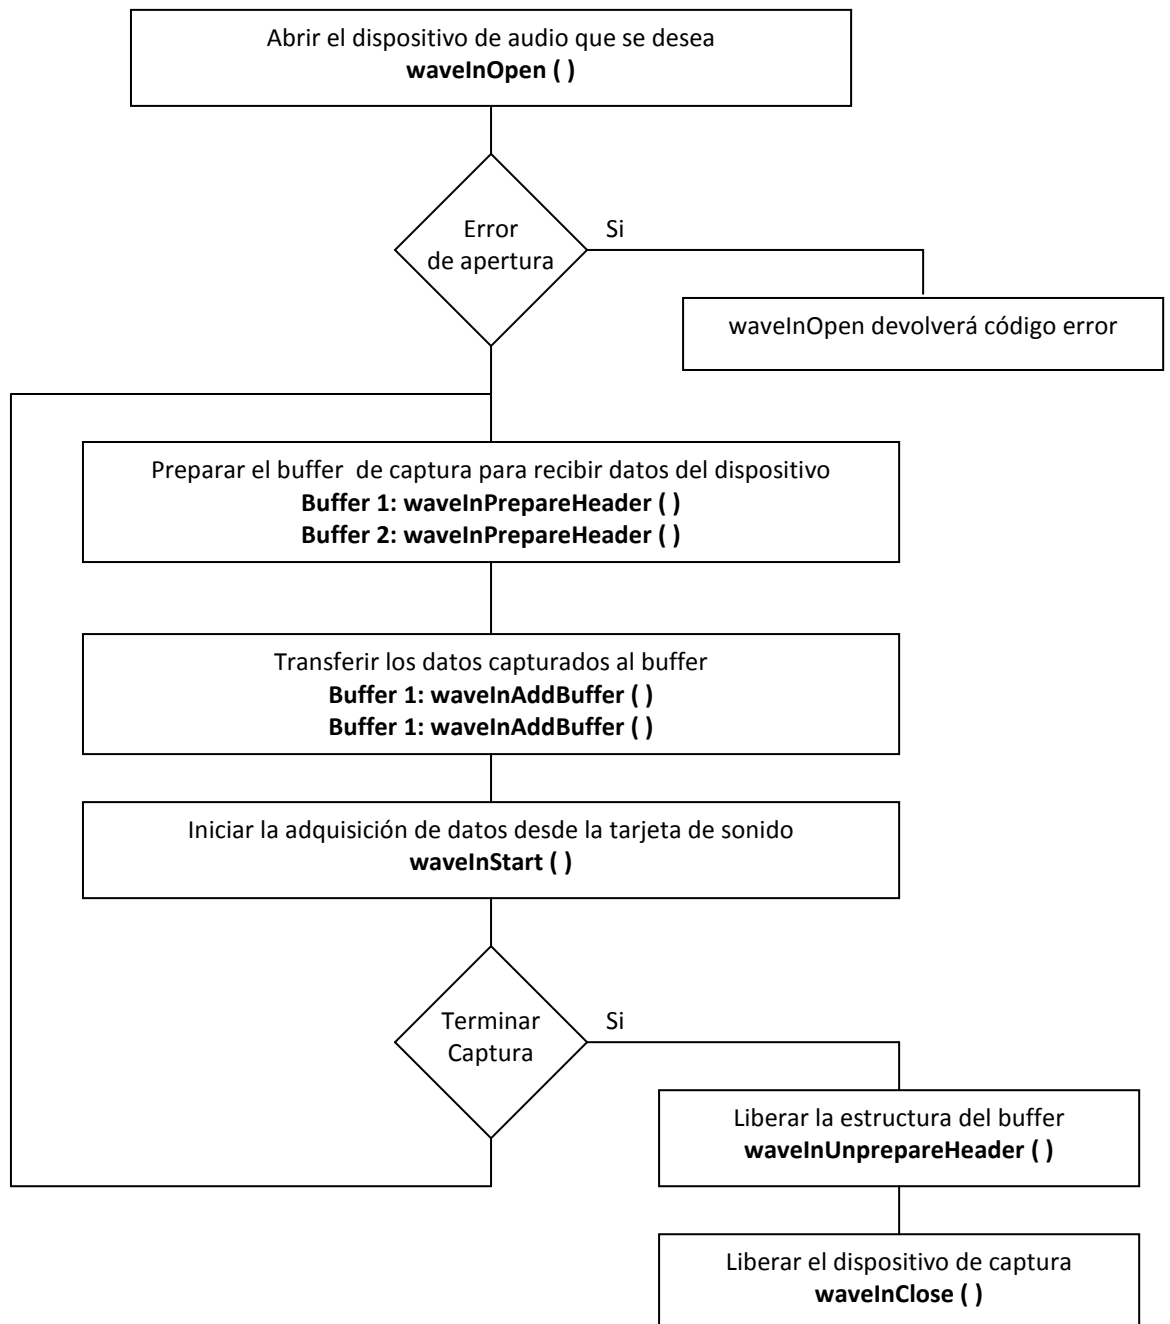 Abrir el dispositivo de audio que se desea
waveInOpen ( )
Error
de apertura
Si
waveInOpen devolverá código error
Preparar el buffer  de captura para recibir datos del dispositivo
Buffer 1: waveInPrepareHeader ( )
Buffer 2: waveInPrepareHeader ( )
Transferir los datos capturados al buffer
Buffer 1: waveInAddBuffer ( )
Buffer 1: waveInAddBuffer ( )
Iniciar la adquisición de datos desde la tarjeta de sonido
waveInStart ( )
Terminar
Captura
Si
Liberar la estructura del buffer
waveInUnprepareHeader ( )
Liberar el dispositivo de captura
waveInClose ( )